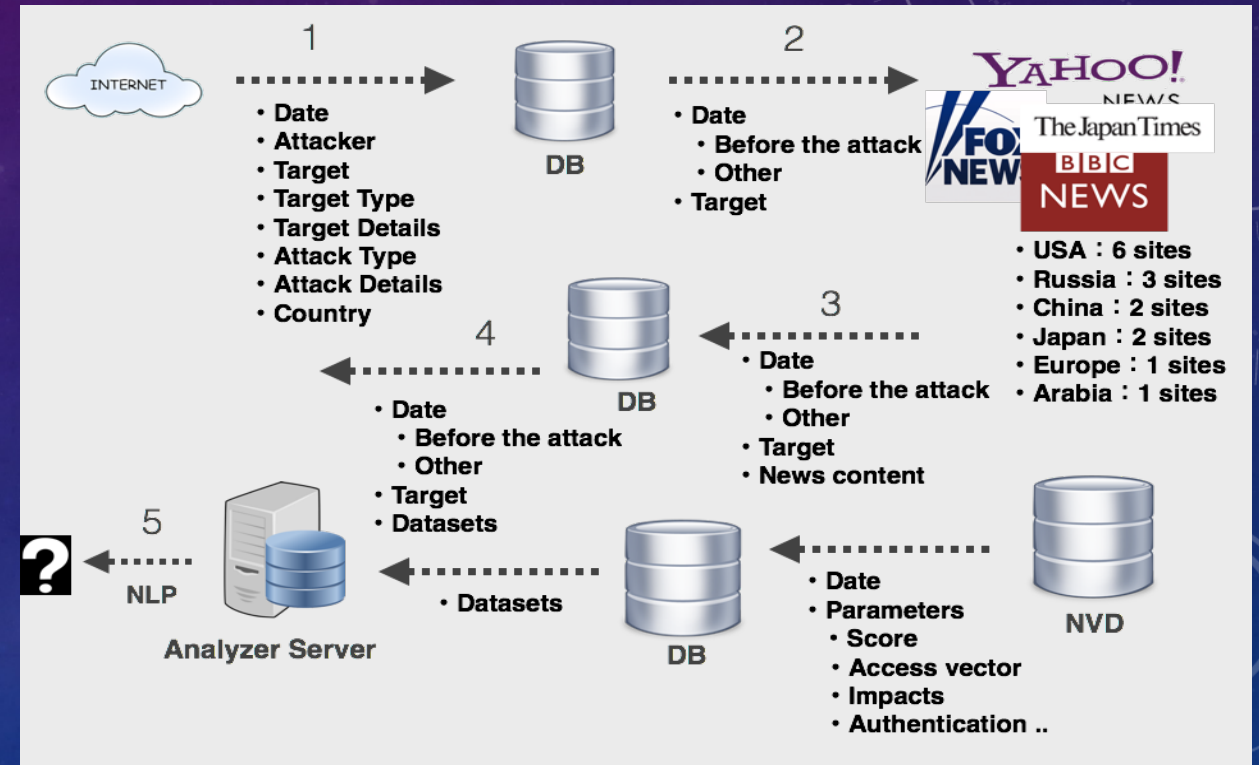 1
INTERNET
• Date
• Attacker
• Target
• Target Type
• Target Details
• Attack Type
• Attack Details
• Country
DB
2
• Date
• Before the attack
• Other
• Target
YAHOO!
NEWS
FOX
NEWS
The Japan Times
BBC
NEWS
• USA：6 sites
• Russia：3 sites
• China：2 sites
• Japan：2 sites
• Europe：1 sites
• Arabia：1 sites
3
• Date
• Before the attack
• Other
• Target
• News content
DB
4
• Date
• Before the attack
• Other
• Target
• Datasets
NVD
• Date
• Parameters
• Score
• Access vector
• Impacts
• Authentication ..
DB
• Datasets
Analyzer Server
5
NLP
?